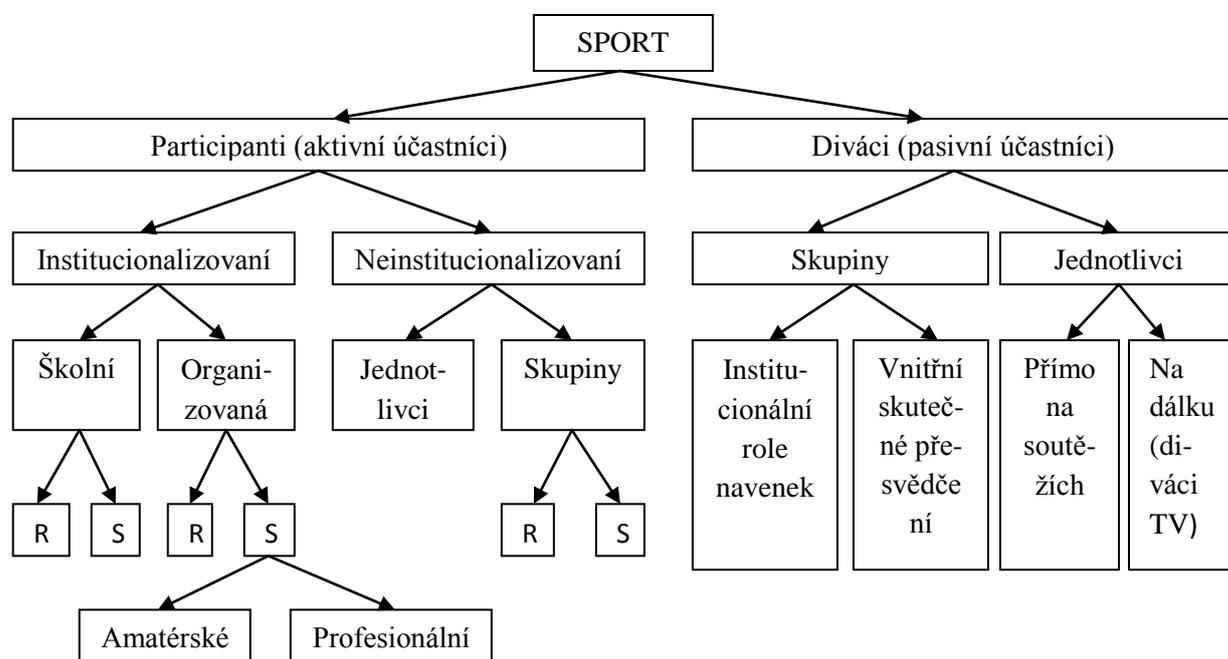 SPORT
Participanti (aktivní účastníci)
Diváci (pasivní účastníci)
Institucionalizovaní
Neinstitucionalizovaní
Skupiny
Jednotlivci
Školní
Organi-
zovaná
Jednot-
livci
Skupiny
Institu-
cionální
role
navenek
Vnitřní
skuteč-
né pře-
svědče
ní
Přímo
na
soutě-
žích
Na
dálku
(di-
váci
TV)
R
S
R
S
R
S
Amatérské
Profesionální